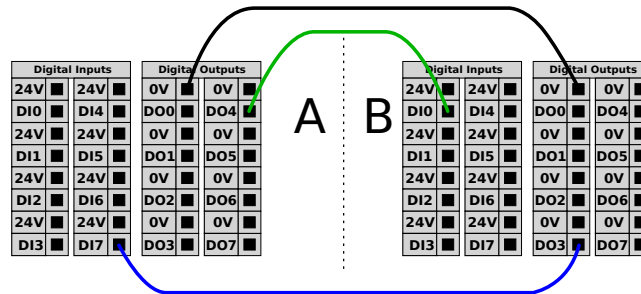 Digital Inputs Digital Outputs A B Digital Inputs Digital Outputs
24V 24V 0V 0V 24V 24V 0V 0V
DI0 DI4 DO0 DO4 DI0 DI4 DO0 DO4
24V 24V 0V 0V 24V 24V 0V 0V
DI1 DI5 DO1 DO5 DI1 DI5 DO1 DO5
24V 24V 0V 0V 24V 24V 0V 0V
DI2 DI6 DO2 DO6 DI2 DI6 DO2 DO6
24V 24V 0V 0V 24V 24V 0V 0V
DI3 DI7 DO3 DO7 DI3 DI7 DO3 DO7